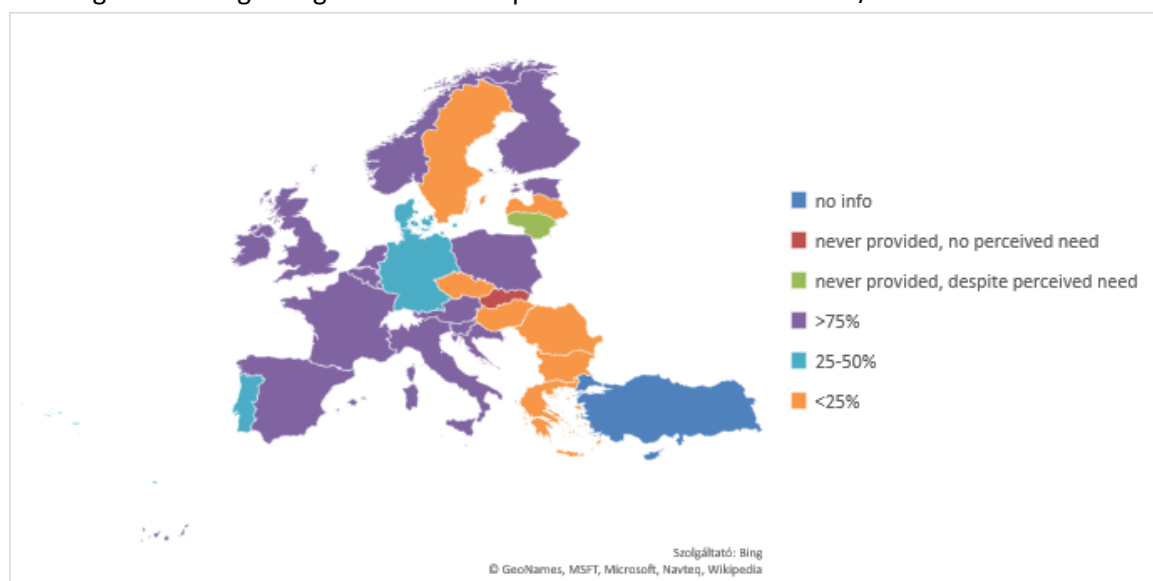 no info
never provided, no perceived need
never provided, despite perceived need
>75%
25-50%
<25%
Szolgáltató: Bing
© GeoNames, MSFT, Microsoft, Navteq, Wikipedia